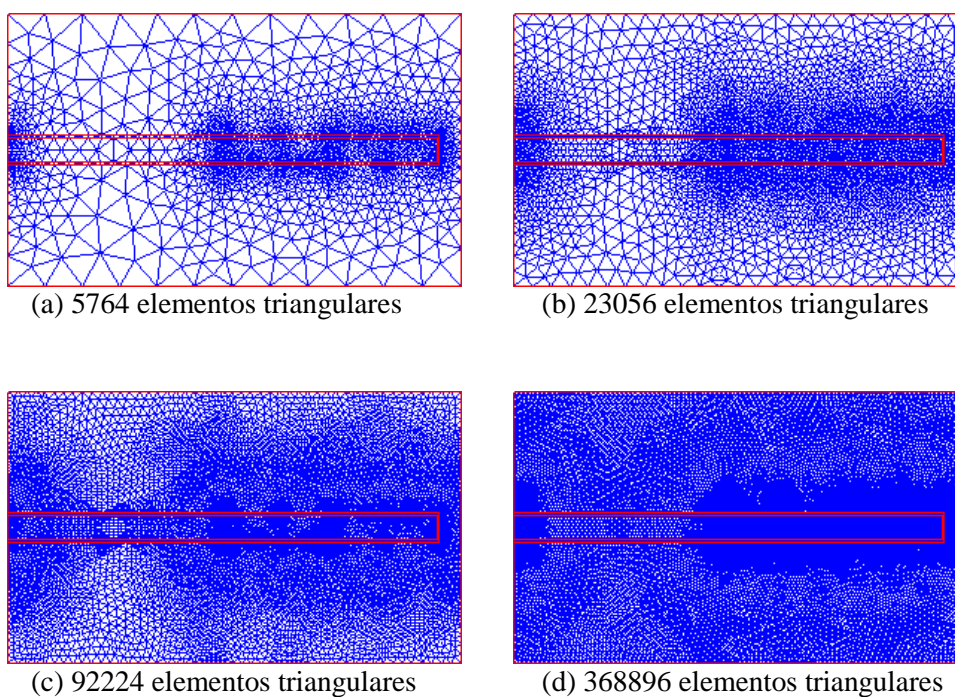 (a) 5764 elementos triangulares
(b) 23056 elementos triangulares
(c) 92224 elementos triangulares
(d) 368896 elementos triangulares